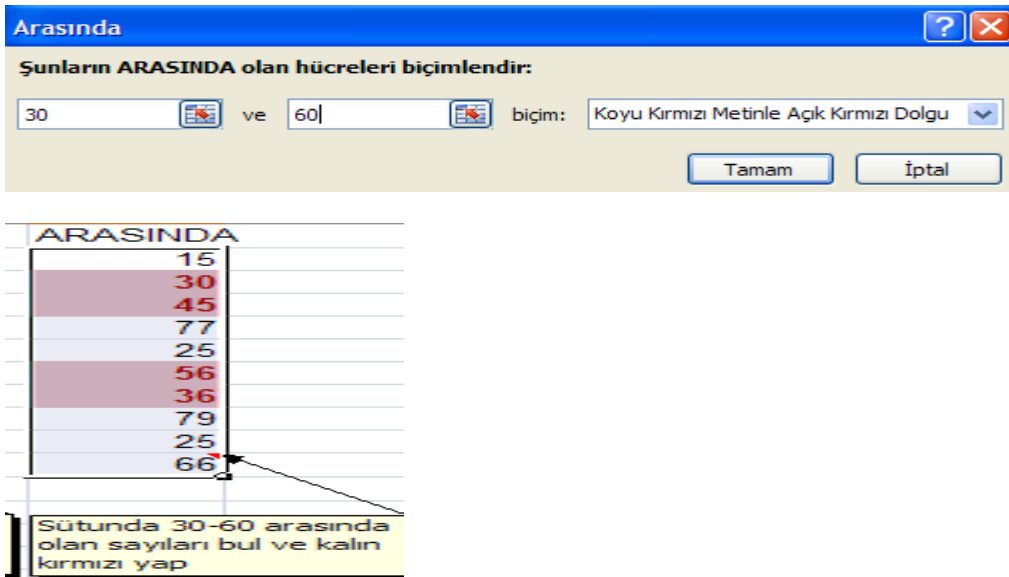 Arasında
Şunların ARASINDA olan hücreleri biçimlendir:
30 ve 60 biçim: Koyu Kırmızı Metinle Açık Kırmızı Dolgu
Tamam İptal
ARASINDA
15
30
45
77
25
56
36
79
25
66
Sütunda 30-60 arasında
olan sayıları bul ve kalın
kırmızı yap